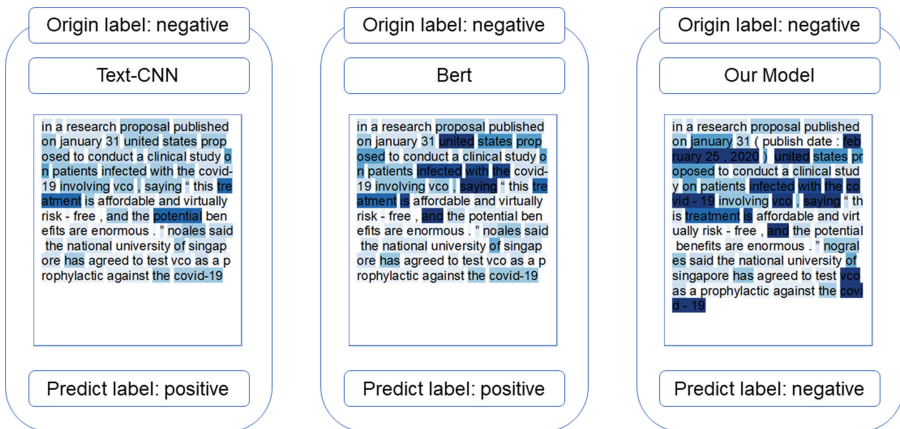 Origin label: negative
Text-CNN
in a research proposal published
on january 31 united states prop
osed to conduct a clinical study o
n patients infected with the covid-
19 involving vco , saying “ this tre
atment is affordable and virtually
risk - free , and the potential ben
efits are enormous . ” noales said
the national university of singap
ore has agreed to test vco as a p
rophylactic against the covid-19
Predict label: positive
Origin label: negative
Bert
in a research proposal published
on january 31 united states prop
osed to conduct a clinical study o
n patients infected with the covid-
19 involving vco , saying “ this tre
atment is affordable and virtually
risk - free , and the potential ben
efits are enormous . ” noales said
the national university of singap
ore has agreed to test vco as a p
rophylactic against the covid-19
Predict label: positive
Origin label: negative
Our Model
in a research proposal published
on january 31 ( publish date : feb
ruary 25 , 2020 ) united states pr
oposed to conduct a clinical stud
y on patients infected with the co
vid - 19 involving vco , saying “ th
is treatment is affordable and virt
ually risk - free , and the potential
benefits are enormous . ” nogral
es said the national university of
singapore has agreed to test vco
as a prophylactic against the covi
d - 19
Predict label: negative